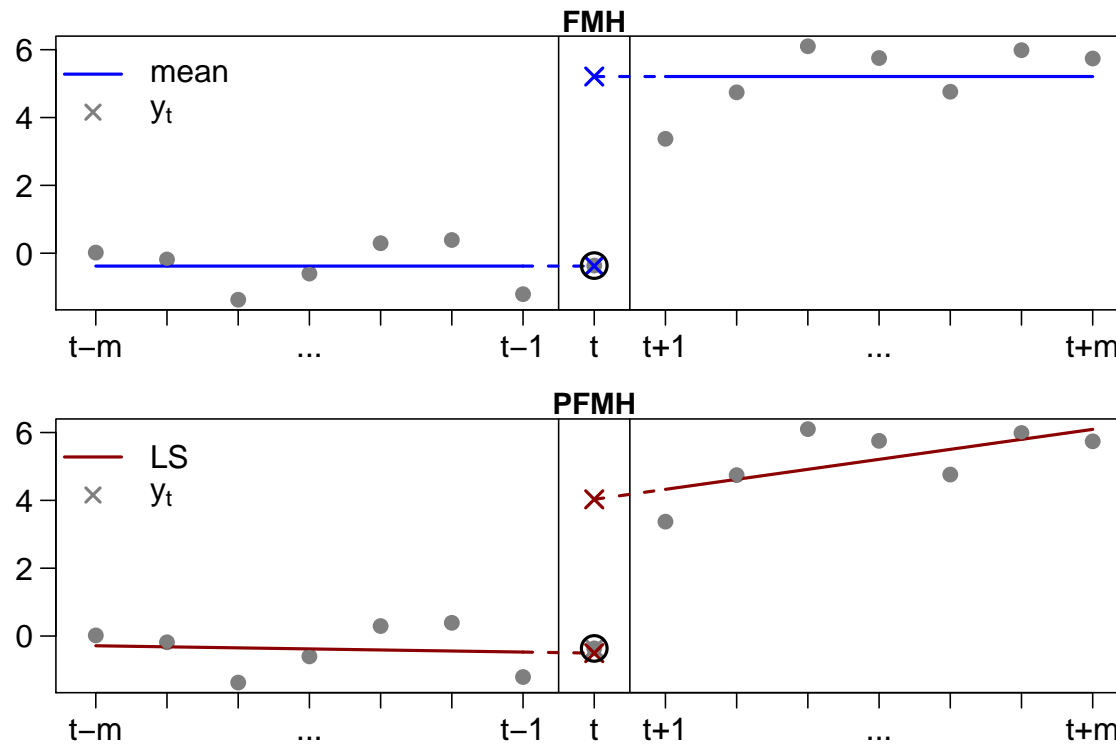 FMH
6
4
2
0
mean
yₜ
t−m ... t−1 t t+1 ... t+m
PFMH
6
4
2
0
LS
yₜ
t−m ... t−1 t t+1 ... t+m